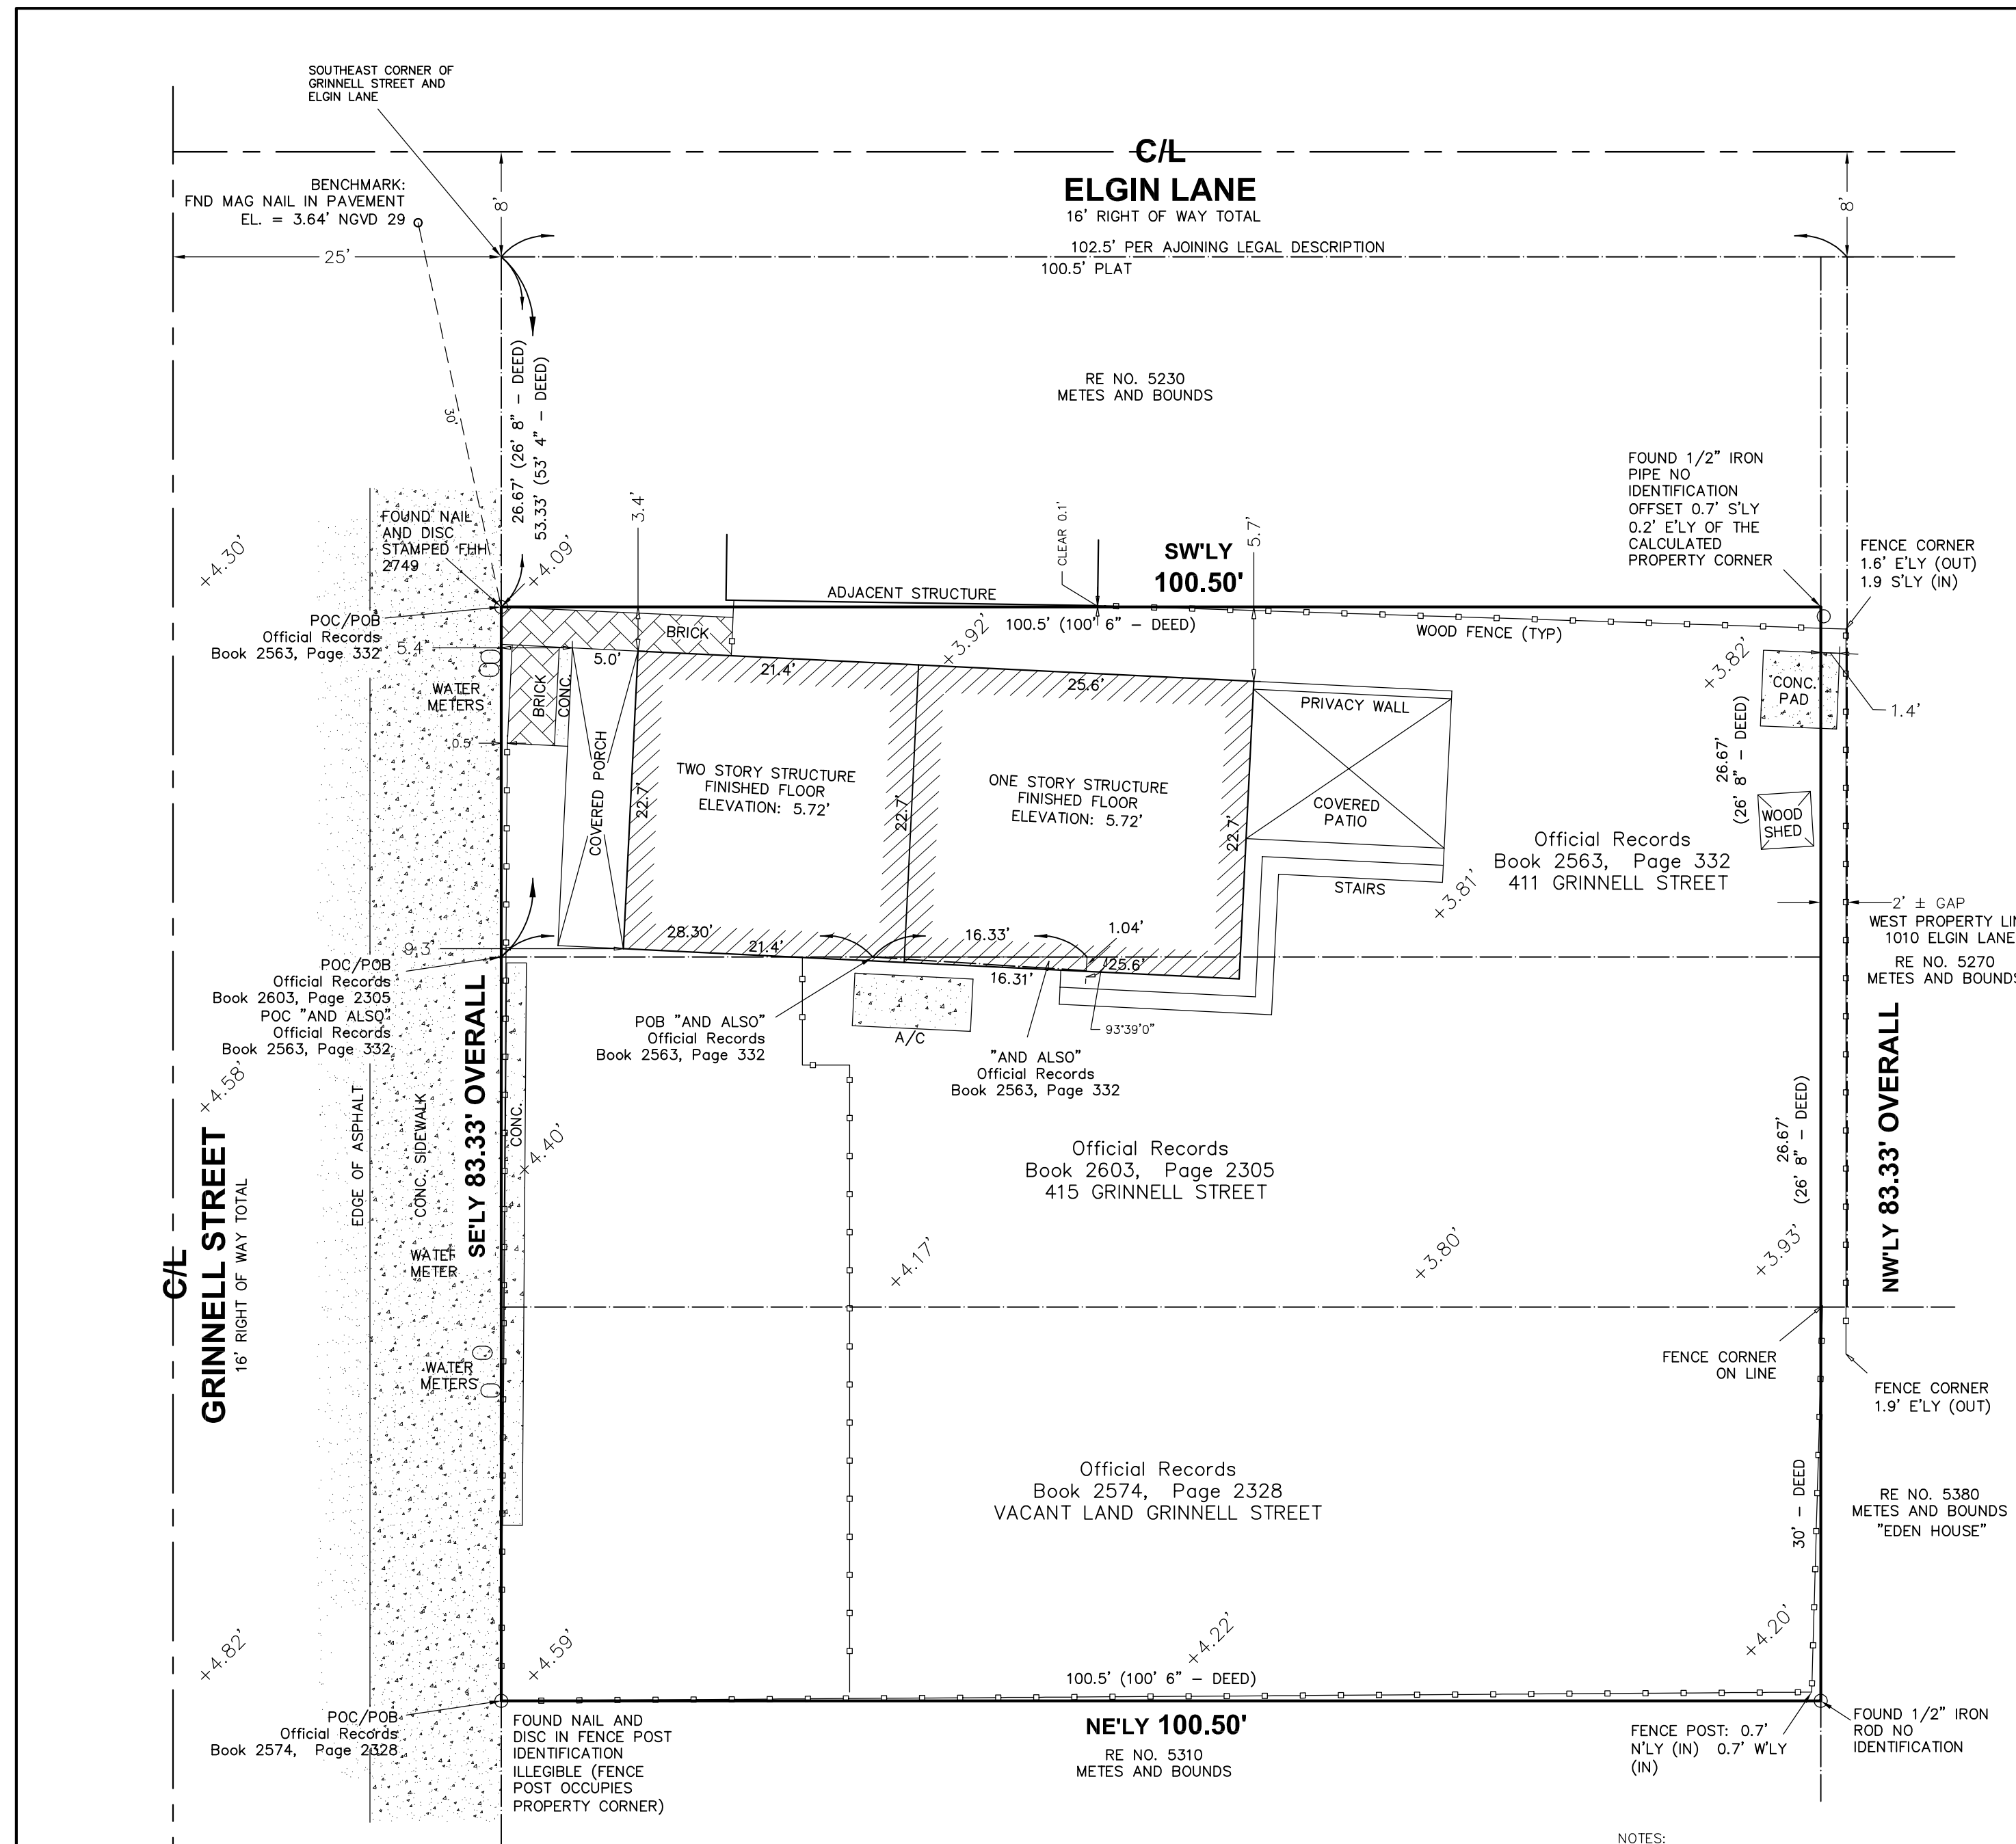 SOUTHEAST CORNER OF
GRINNELL STREET AND
ELGIN LANE
C/L
ELGIN LANE
16' RIGHT OF WAY TOTAL
BENCHMARK:
FND MAG NAIL IN PAVEMENT
EL. = 3.64' NGVD 29
8'
8'
25'
102.5' PER AJOINING LEGAL DESCRIPTION
100.5' PLAT
30'
26.67' (26' 8" - DEED)
53.33' (53' 4" - DEED)
RE NO. 5230
METES AND BOUNDS
FOUND 1/2" IRON
PIPE NO
IDENTIFICATION
OFFSET 0.7' S'LY
0.2' E'LY OF THE
CALCULATED
PROPERTY CORNER
FENCE CORNER
1.6' E'LY (OUT)
1.9 S'LY (IN)
FOUND NAIL
AND DISC
STAMPED FHH
2749
+4.30'
+4.09'
3.4'
CLEAR 0.1'
5.7'
SW'LY
100.50'
ADJACENT STRUCTURE
100.5' (100' 6" - DEED)
WOOD FENCE (TYP)
POC/POB
Official Records
Book 2563, Page 332
5.4'
BRICK
5.0'
+3.92'
21.4'
25.6'
+3.82'
CONC.
PAD
1.4'
WATER
METERS
BRICK
CONC.
0.5'
COVERED PORCH
22.7'
TWO STORY STRUCTURE
FINISHED FLOOR
ELEVATION: 5.72'
22.7'
ONE STORY STRUCTURE
FINISHED FLOOR
ELEVATION: 5.72'
22.7'
PRIVACY WALL
COVERED
PATIO
STAIRS
26.67'
(26' 8" - DEED)
WOOD
SHED
Official Records
Book 2563, Page 332
411 GRINNELL STREET
+3.81'
2' ± GAP
WEST PROPERTY LIN
1010 ELGIN LANE
RE NO. 5270
METES AND BOUNDS
9.3'
28.30'
21.4'
16.33'
1.04'
25.6'
16.31'
93°39'0"
POC/POB
Official Records
Book 2603, Page 2305
POC "AND ALSO"
Official Records
Book 2563, Page 332
POB "AND ALSO"
Official Records
Book 2563, Page 332
A/C
"AND ALSO"
Official Records
Book 2563, Page 332
+4.58'
C/L
GRINNELL STREET
16' RIGHT OF WAY TOTAL
EDGE OF ASPHALT
CONC. SIDEWALK
SE'LY 83.33' OVERALL
CONC.
+4.40'
Official Records
Book 2603, Page 2305
415 GRINNELL STREET
26.67'
(26' 8" - DEED)
NW'LY 83.33' OVERALL
WATER
METER
+4.17'
+3.80'
+3.93'
WATER
METERS
FENCE CORNER
ON LINE
FENCE CORNER
1.9' E'LY (OUT)
Official Records
Book 2574, Page 2328
VACANT LAND GRINNELL STREET
30' - DEED
RE NO. 5380
METES AND BOUNDS
"EDEN HOUSE"
+4.82'
+4.59'
+4.22'
+4.20'
100.5' (100' 6" - DEED)
POC/POB
Official Records
Book 2574, Page 2328
FOUND NAIL AND
DISC IN FENCE POST
IDENTIFICATION
ILLEGIBLE (FENCE
POST OCCUPIES
PROPERTY CORNER)
NE'LY 100.50'
RE NO. 5310
METES AND BOUNDS
FENCE POST: 0.7'
N'LY (IN) 0.7' W'LY
(IN)
FOUND 1/2" IRON
ROD NO
IDENTIFICATION
NOTES: